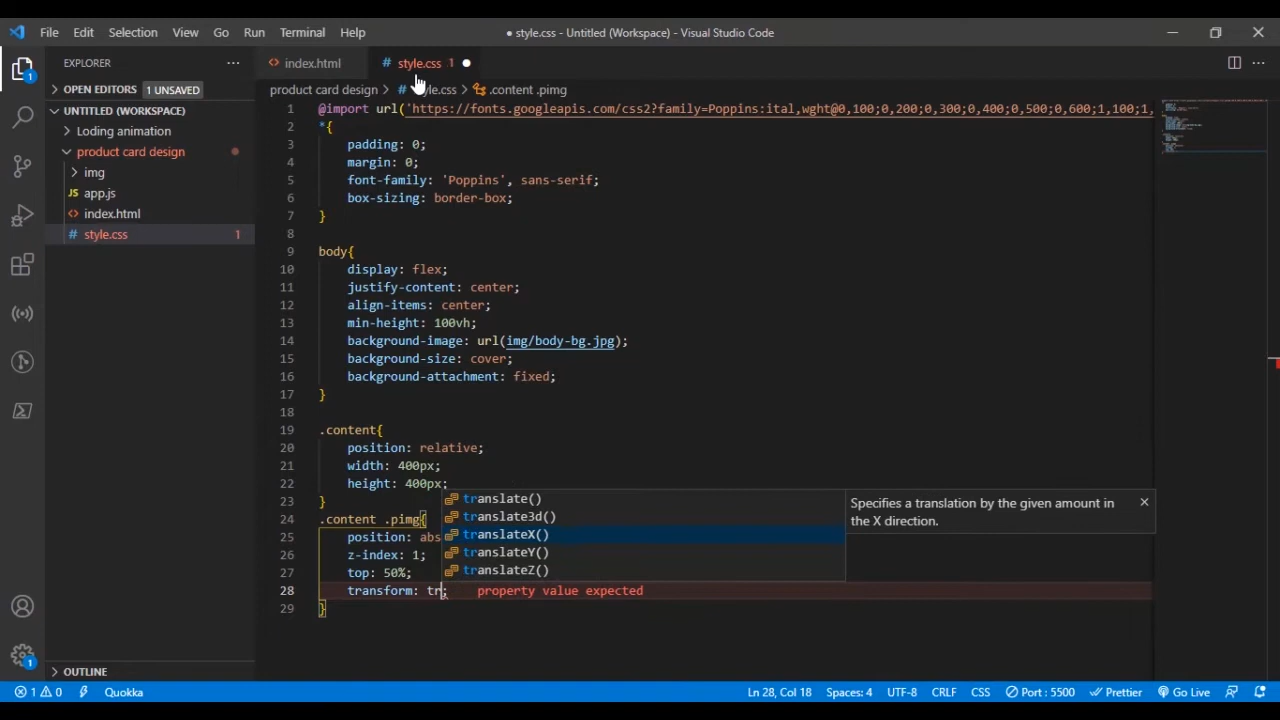 File Edit Selection View Go Run Terminal Help
● style.css - Untitled (Workspace) - Visual Studio Code
EXPLORER ···
<> index.html
# style.css 1 ●
OPEN EDITORS 1 UNSAVED
UNTITLED (WORKSPACE)
Loding animation
product card design
img
JS app.js
<> index.html
# style.css 1
OUTLINE
product card design > # style.css > .content .pimg
1 @import url('https://fonts.googleapis.com/css2?family=Poppins:ital,wght@0,100;0,200;0,300;0,400;0,500;0,600;1,100;1,
2 *{
3 padding: 0;
4 margin: 0;
5 font-family: 'Poppins', sans-serif;
6 box-sizing: border-box;
7 }
8
9 body{
10 display: flex;
11 justify-content: center;
12 align-items: center;
13 min-height: 100vh;
14 background-image: url(img/body-bg.jpg);
15 background-size: cover;
16 background-attachment: fixed;
17 }
18
19 .content{
20 position: relative;
21 width: 400px;
22 height: 400px;
23 }
24 .content .pimg{
25 position: abs
26 z-index: 1;
27 top: 50%;
28 transform: tr; property value expected
29 }
translate()
translate3d()
translateX()
translateY()
translateZ()
Specifies a translation by the given amount in
the X direction.
1
1
1 0 Quokka Ln 28, Col 18 Spaces: 4 UTF-8 CRLF CSS Port : 5500 Prettier Go Live